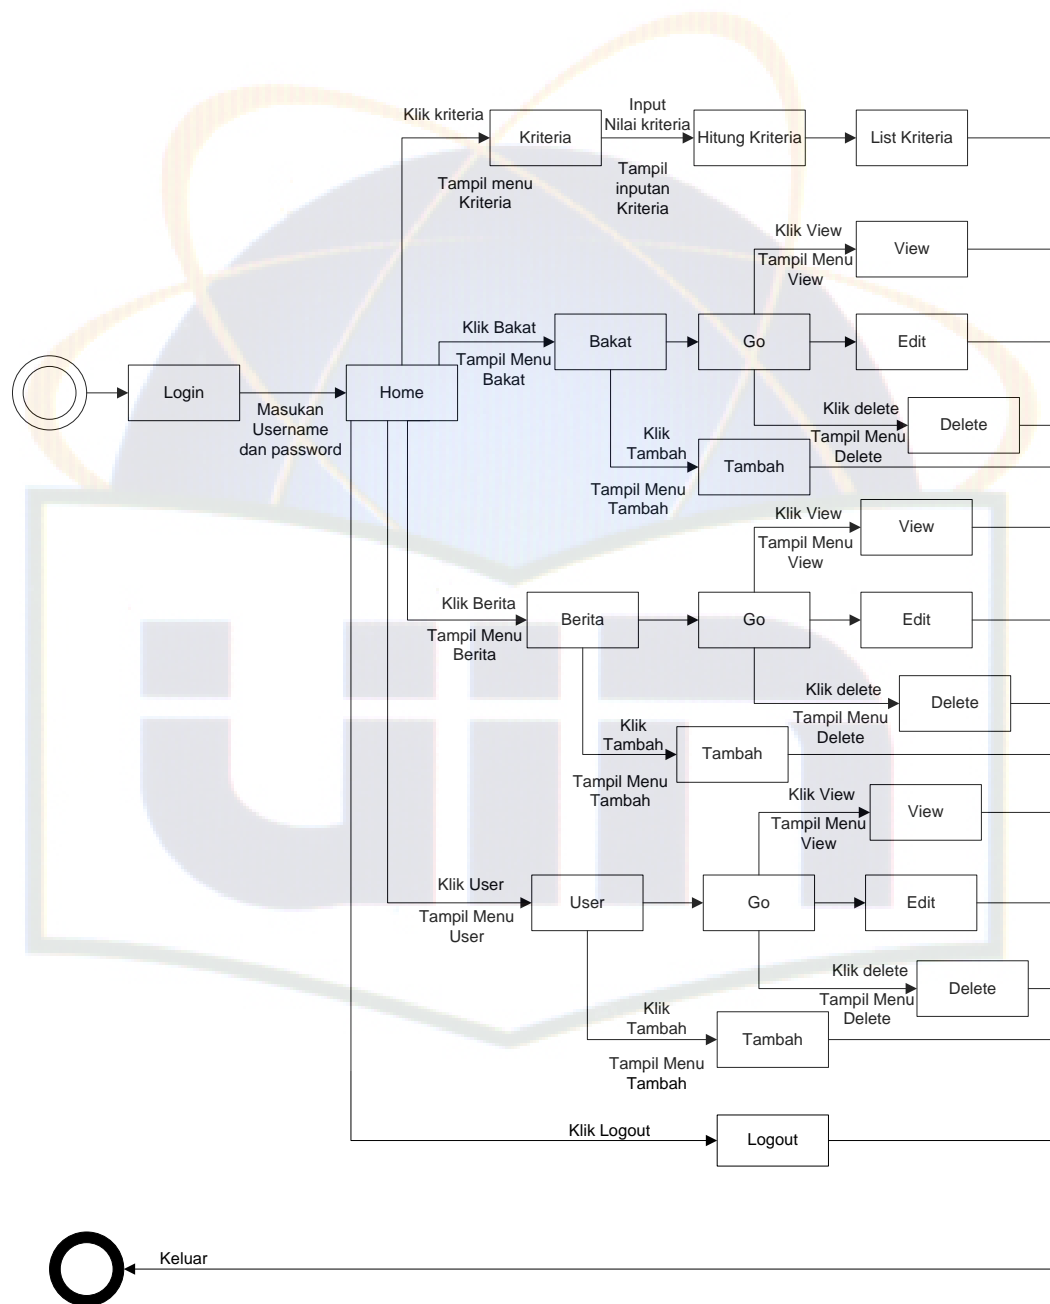 Klik kriteria
Kriteria
Tampil menu
Kriteria
Input
Nilai kriteria
Tampil
inputan
Kriteria
Hitung Kriteria
List Kriteria
Klik View
Tampil Menu
View
View
Klik Bakat
Tampil Menu
Bakat
Bakat
Go
Edit
Login
Masukan
Username
dan password
Home
Klik delete
Tampil Menu
Delete
Delete
Klik
Tambah
Tampil Menu
Tambah
Tambah
Klik View
Tampil Menu
View
View
Klik Berita
Tampil Menu
Berita
Berita
Go
Edit
Klik delete
Tampil Menu
Delete
Delete
Klik
Tambah
Tampil Menu
Tambah
Tambah
Klik View
Tampil Menu
View
View
Klik User
Tampil Menu
User
User
Go
Edit
Klik delete
Tampil Menu
Delete
Delete
Klik
Tambah
Tampil Menu
Tambah
Tambah
Klik Logout
Logout
Keluar
uin